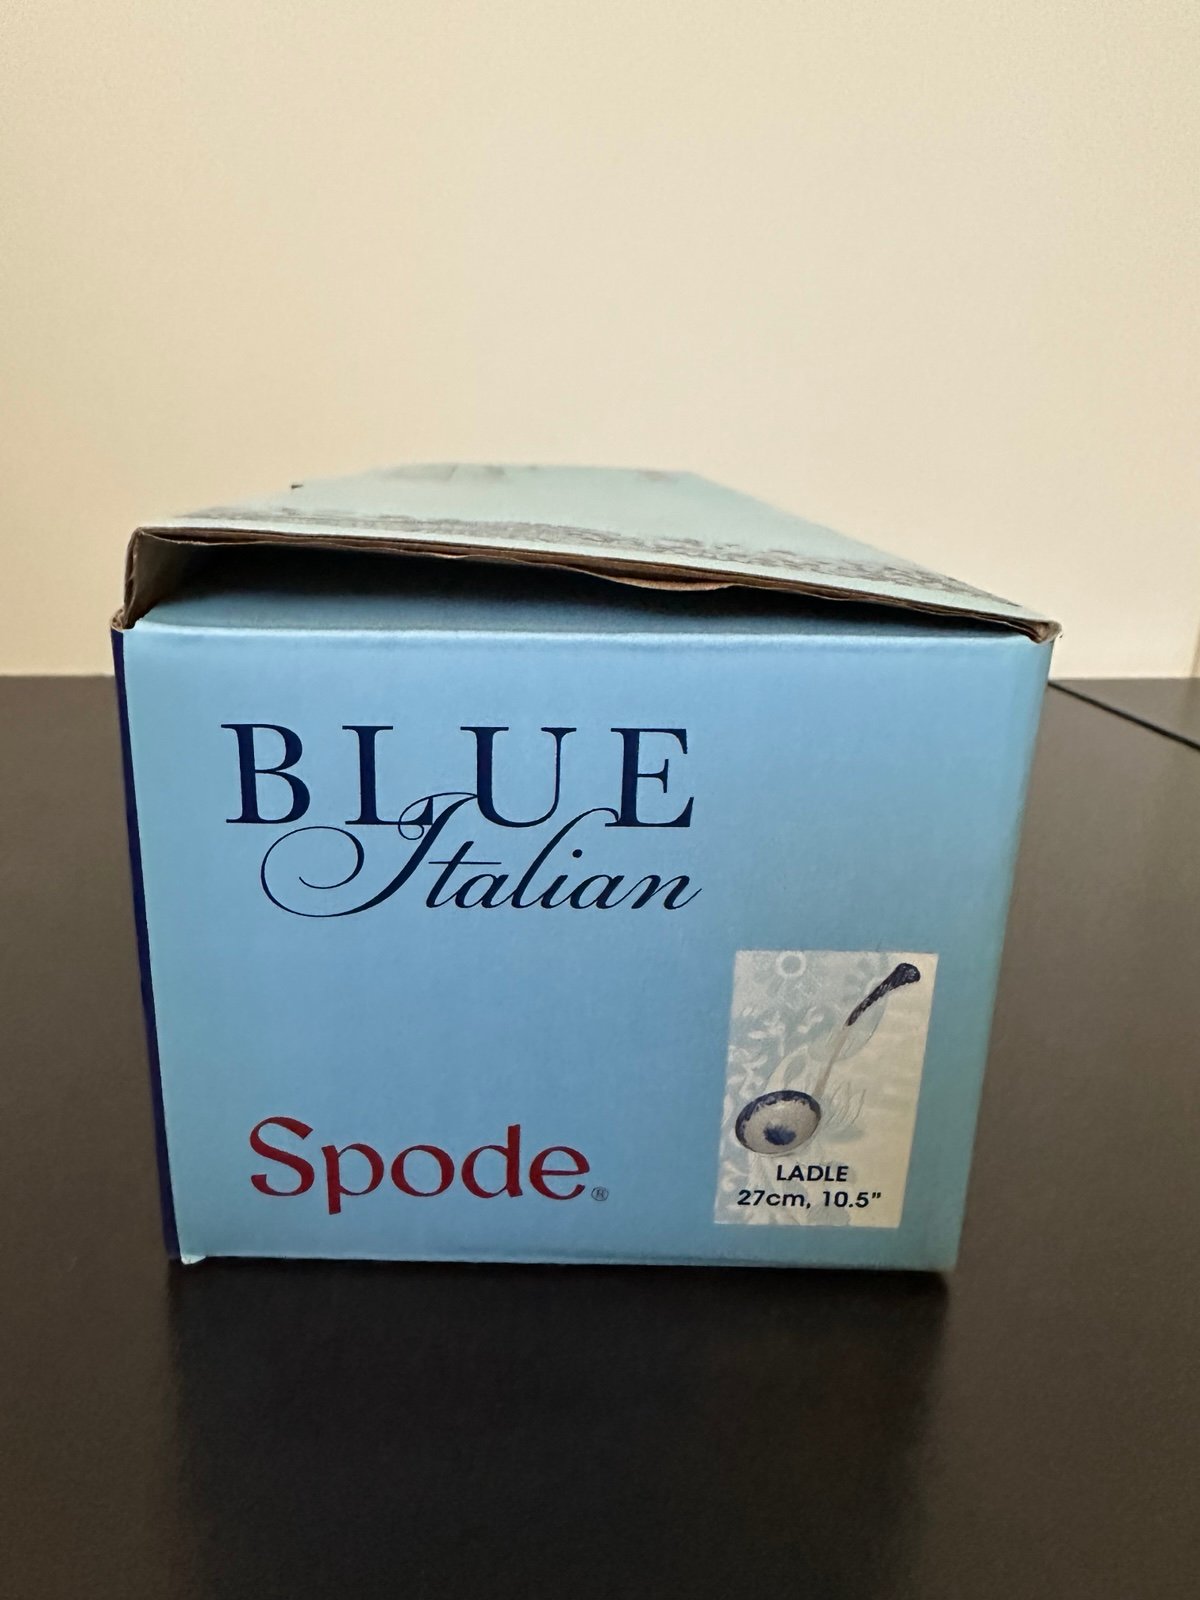 BLUE
Italian
Spode®
LADLE
27cm, 10.5"